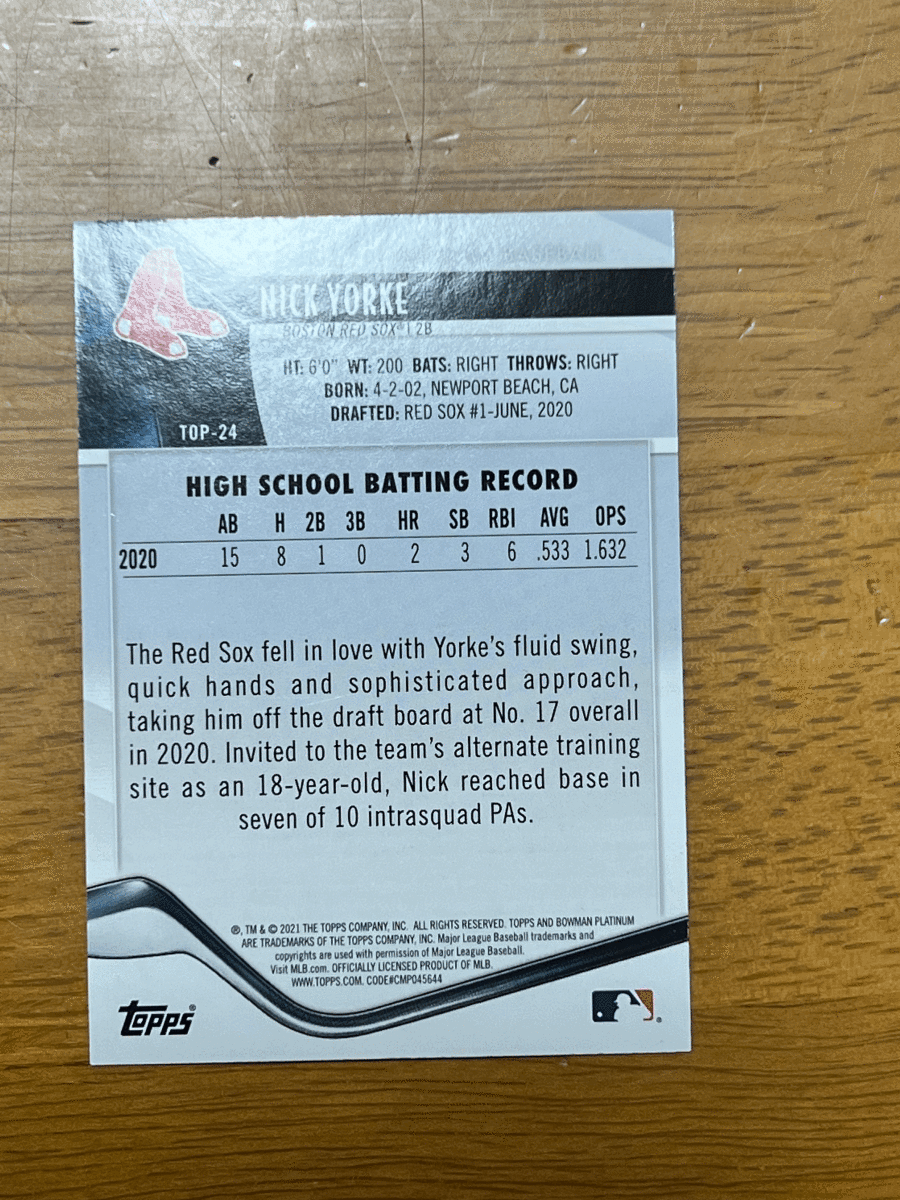 NICK YORKE
BOSTON RED SOX® | 2B
HT: 6'0" WT: 200 BATS: RIGHT THROWS: RIGHT
BORN: 4-2-02, NEWPORT BEACH, CA
DRAFTED: RED SOX #1-JUNE, 2020
TOP-24
HIGH SCHOOL BATTING RECORD
AB H 2B 3B HR SB RBI AVG OPS
2020 15 8 1 0 2 3 6 .533 1.632
The Red Sox fell in love with Yorke's fluid swing,
quick hands and sophisticated approach,
taking him off the draft board at No. 17 overall
in 2020. Invited to the team's alternate training
site as an 18-year-old, Nick reached base in
seven of 10 intrasquad PAs.
®, TM & © 2021 THE TOPPS COMPANY, INC. ALL RIGHTS RESERVED. TOPPS AND BOWMAN PLATINUM
ARE TRADEMARKS OF THE TOPPS COMPANY, INC. Major League Baseball trademarks and
copyrights are used with permission of Major League Baseball.
Visit MLB.com. OFFICIALLY LICENSED PRODUCT OF MLB.
WWW.TOPPS.COM. CODE#CMP045644
TOPPS®